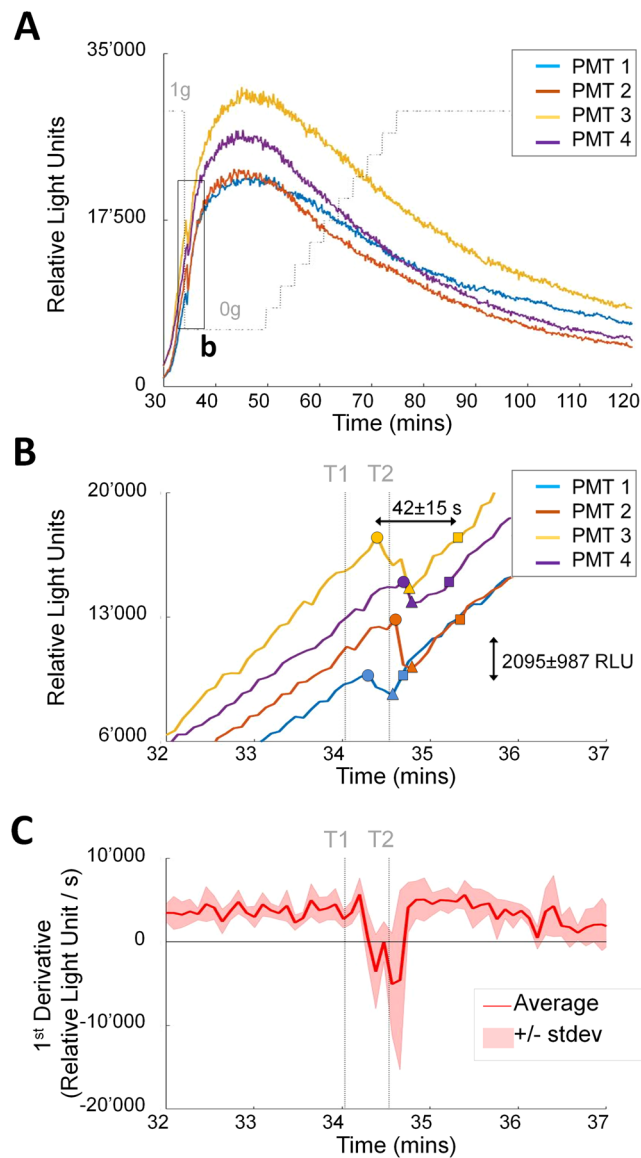 A
35’000
17’500
0
Relative Light Units
1g
0g
b
PMT 1
PMT 2
PMT 3
PMT 4
30 40 50 60 70 80 90 100 110 120
Time (mins)
B
T1 T2
20’000
13’000
6’000
Relative Light Units
42±15 s
PMT 1
PMT 2
PMT 3
PMT 4
2095±987 RLU
32 33 34 35 36 37
Time (mins)
C
T1 T2
10’000
0
-10’000
-20’000
1st Derivative
(Relative Light Unit / s)
Average
+/- stdev
32 33 34 35 36 37
Time (mins)